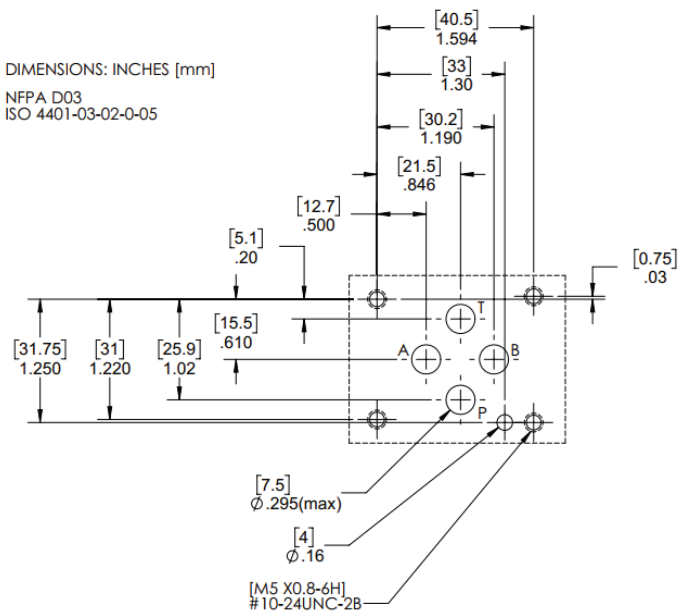 [40.5]
1.594
DIMENSIONS: INCHES [mm]
[33]
1.30
NFPA D03
ISO 4401-03-02-0-05
[30.2]
1.190
[21.5]
.846
[12.7]
.500
[5.1]
.20
[0.75]
.03
T
[15.5]
.610
[31.75]
1.250
[31]
1.220
[25.9]
1.02
A
B
P
[7.5]
⌀.295(max)
[4]
⌀.16
[M5 X0.8-6H]
#10-24UNC-2B